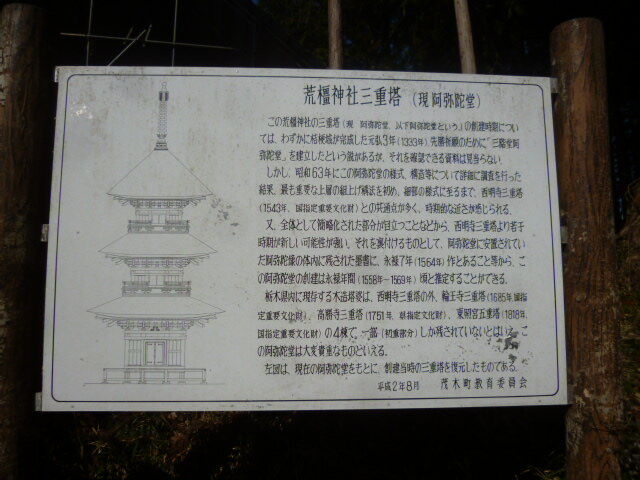 荒橿神社三重塔 (現 阿弥陀堂)
この荒橿神社の三重塔(現 阿弥陀堂、以下阿弥陀堂という。)の創建時期につい
ては、わずかに桔梗城が完成した元弘3年(1333年)、先勝祈願のために「三階堂阿
弥陀堂」を建立したという説があるが、それを確認できる資料は見当らない。
しかし、昭和63年にこの阿弥陀堂の様式、構造等について詳細に調査を行った
結果、最も重要な上層の組上げ構法を初め、細部の様式に至るまで、西明寺三重塔
(1543年、国指定重要文化財)との共通点が多く、時期的な近さが感じられる。
又、全体として簡略化された部分が目立つことなどから、西明寺三重塔より若干
時期が新しい可能性が強い。それを裏付けるものとして、阿弥陀堂に安置されてい
た阿弥陀像の体内に残された墨書に、永禄7年(1564年)作とあること等から、こ
の阿弥陀堂の創建は永禄年間(1558年~1569年)頃と推定することができる。
栃木県内に現存する木造塔婆は、西明寺三重塔の外、輪王寺三重塔(1685年、国指
定重要文化財)、高勝寺三重塔(1751年、県指定文化財)、東照宮五重塔(1818年、
国指定重要文化財)の4棟で、一部(初重部分)しか残されていないとはいえ、こ
の阿弥陀堂は大変貴重なものといえる。
左図は、現在の阿弥陀堂をもとに、創建当時の三重塔を復元したものである。
平成2年8月 茂木町教育委員会